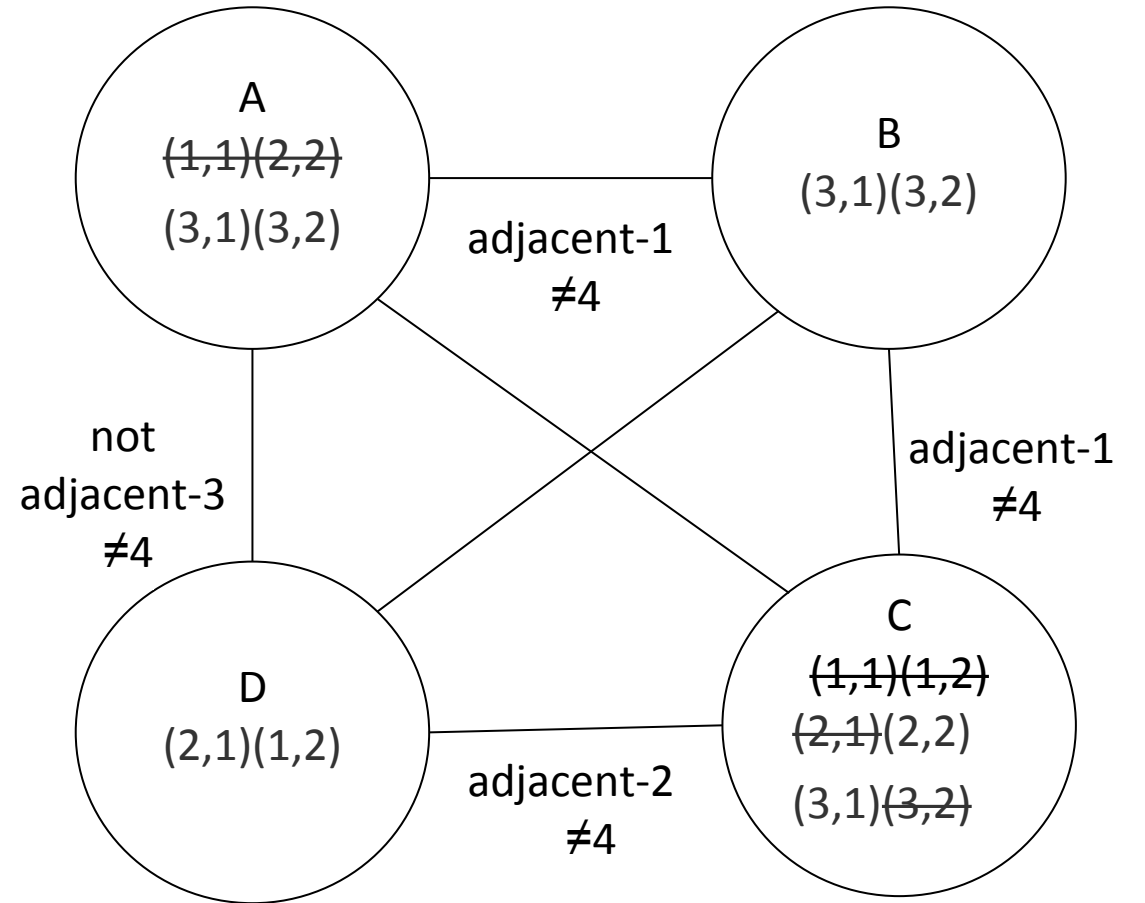 A
(1,1)(2,2)
(3,1)(3,2)
B
(3,1)(3,2)
adjacent-1
≠4
not
adjacent-3
≠4
adjacent-1
≠4
D
(2,1)(1,2)
adjacent-2
≠4
C
(1,1)(1,2)
(2,1)(2,2)
(3,1)(3,2)